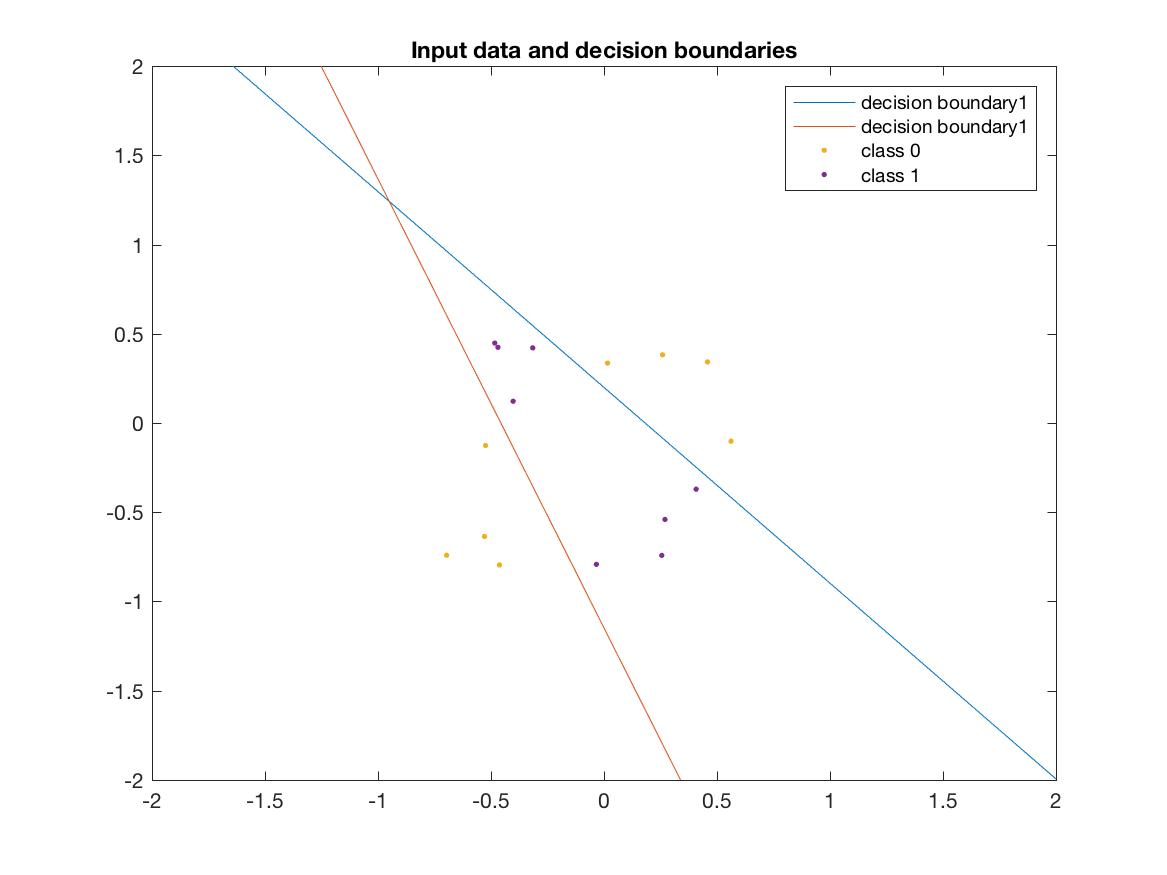 Input data and decision boundaries
decision boundary1
decision boundary1
class 0
class 1
2
1.5
1
0.5
0
-0.5
-1
-1.5
-2
-2 -1.5 -1 -0.5 0 0.5 1 1.5 2